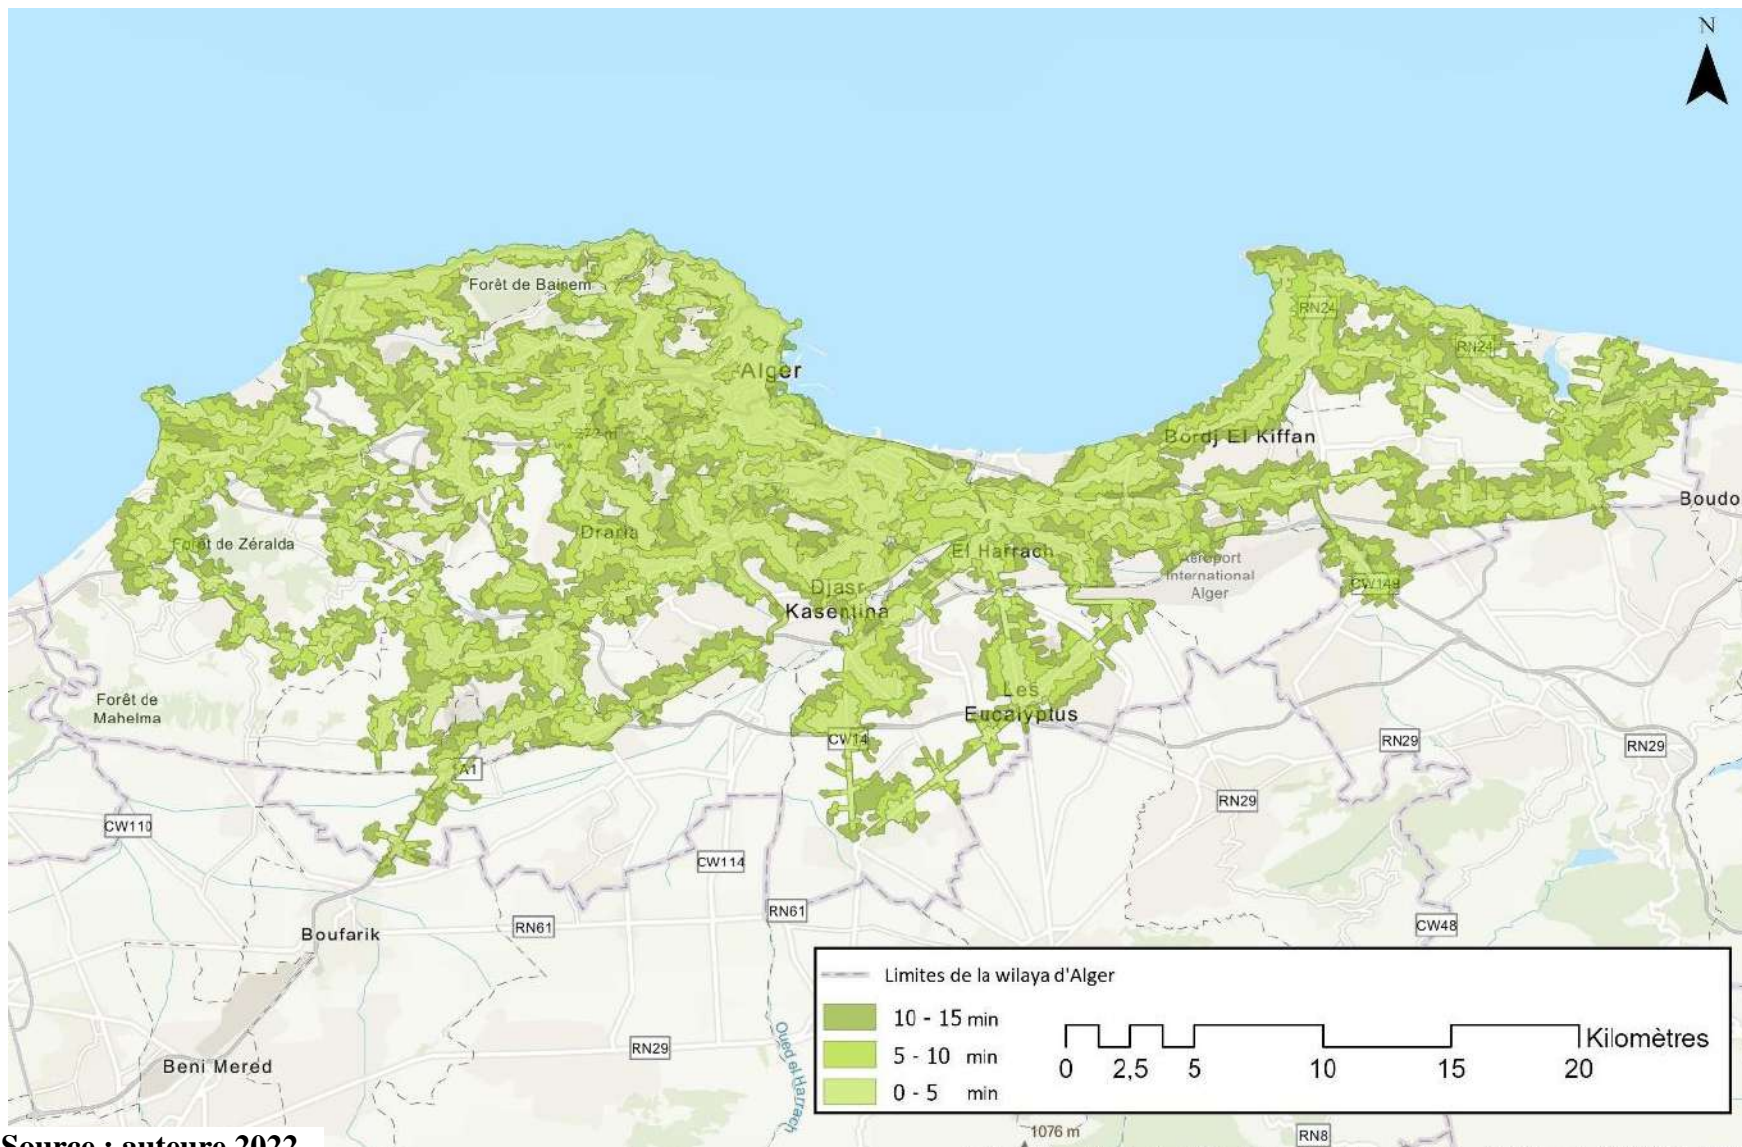 N
Forêt de Bainem
RN24
RN24
Alger
272 m
Bordj El Kiffan
Boudo
Forêt de Zéralda
Draria
El Harrach
Aéroport
International
Alger
CW149
Djasr
Kasentina
Les
Eucalyptus
Forêt de
Mahelma
CW14
RN29
RN29
A1
RN29
CW110
CW114
RN61
RN61
CW48
Boufarik
Limites de la wilaya d'Alger
10 - 15 min
5 - 10 min
0 - 5 min
0 2,5 5 10 15 20
Kilomètres
Oued el Harrach
RN29
Beni Mered
1076 m
RN8
Source : auteure 2022